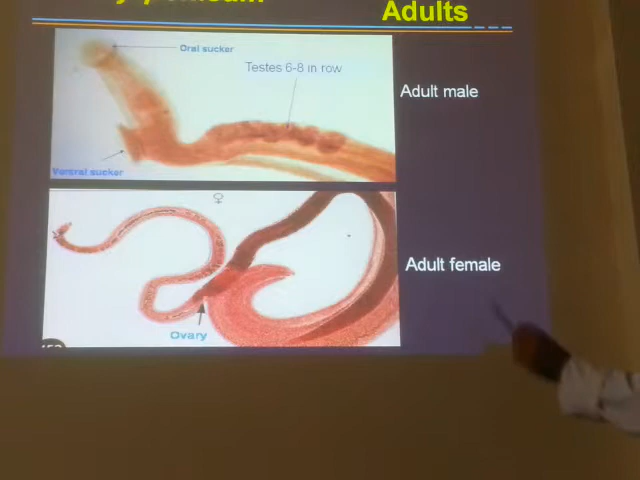 Adults
Oral sucker
Testes 6-8 in row
Adult male
Ventral sucker
♀
Adult female
Ovary